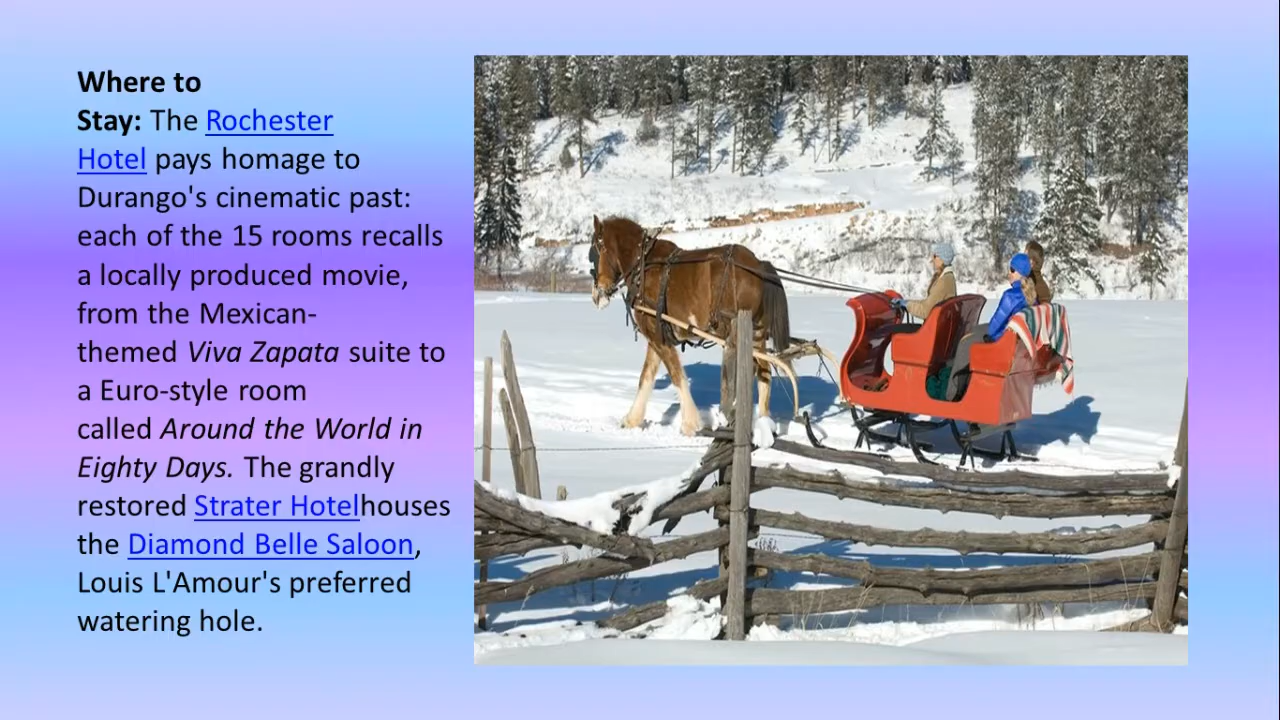 Where to
Stay: The Rochester
Hotel pays homage to
Durango's cinematic past:
each of the 15 rooms recalls
a locally produced movie,
from the Mexican-
themed Viva Zapata suite to
a Euro-style room
called Around the World in
Eighty Days. The grandly
restored Strater Hotelhouses
the Diamond Belle Saloon,
Louis L'Amour's preferred
watering hole.